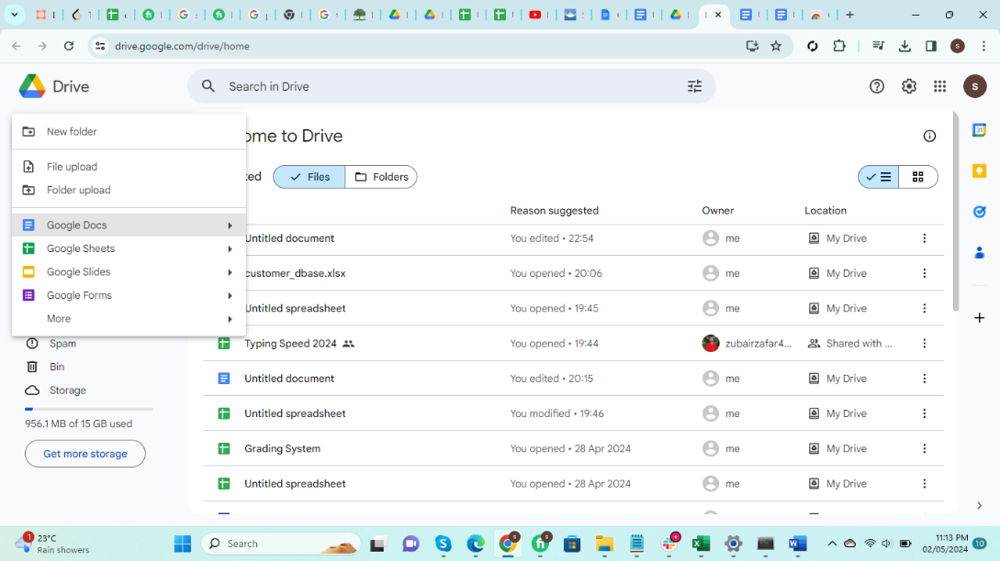 drive.google.com/drive/home
s
Drive
Search in Drive
s
New folder
File upload
Folder upload
Google Docs
Google Sheets
Google Slides
Google Forms
More
Spam
Bin
Storage
956.1 MB of 15 GB used
Get more storage
ome to Drive
ted
Files
Folders
Reason suggested
Owner
Location
Untitled document
You edited • 22:54
me
My Drive
customer_dbase.xlsx
You opened • 20:06
me
My Drive
Untitled spreadsheet
You opened • 19:45
me
My Drive
Typing Speed 2024
You opened • 19:44
zubairzafar4...
Shared with ...
Untitled document
You edited • 20:15
me
My Drive
Untitled spreadsheet
You modified • 19:46
me
My Drive
Grading System
You opened • 28 Apr 2024
me
My Drive
Untitled spreadsheet
You opened • 28 Apr 2024
me
My Drive
1
23°C
Rain showers
Search
11:13 PM
02/05/2024
10